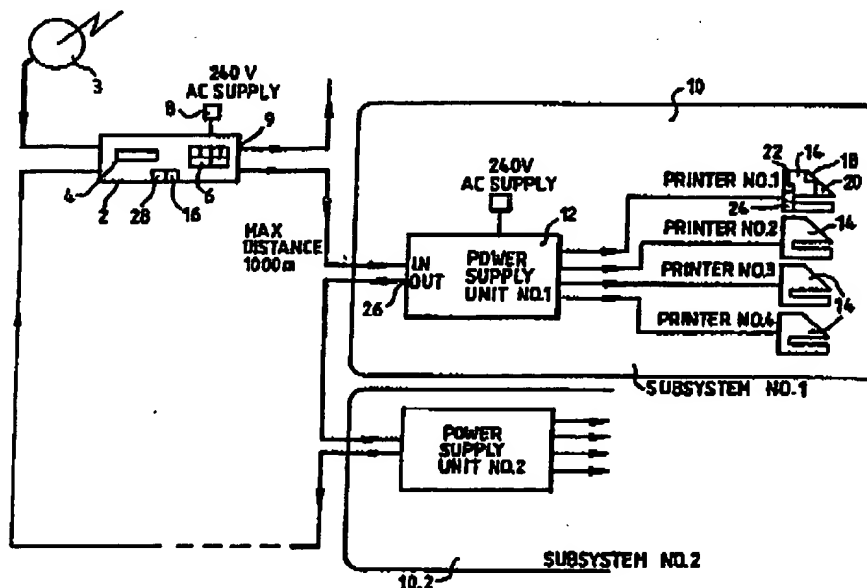 3
240 V
AC SUPPLY
8
9
4
2
28
16
6
MAX
DISTANCE
1000m
10
240V
AC SUPPLY
12
IN
OUT
26
POWER
SUPPLY
UNIT NO.1
PRINTER NO.1
22
14
18
20
24
PRINTER NO.2
14
PRINTER NO.3
14
PRINTER NO.4
SUBSYSTEM NO.1
POWER
SUPPLY
UNIT NO.2
10.2
SUBSYSTEM NO.2